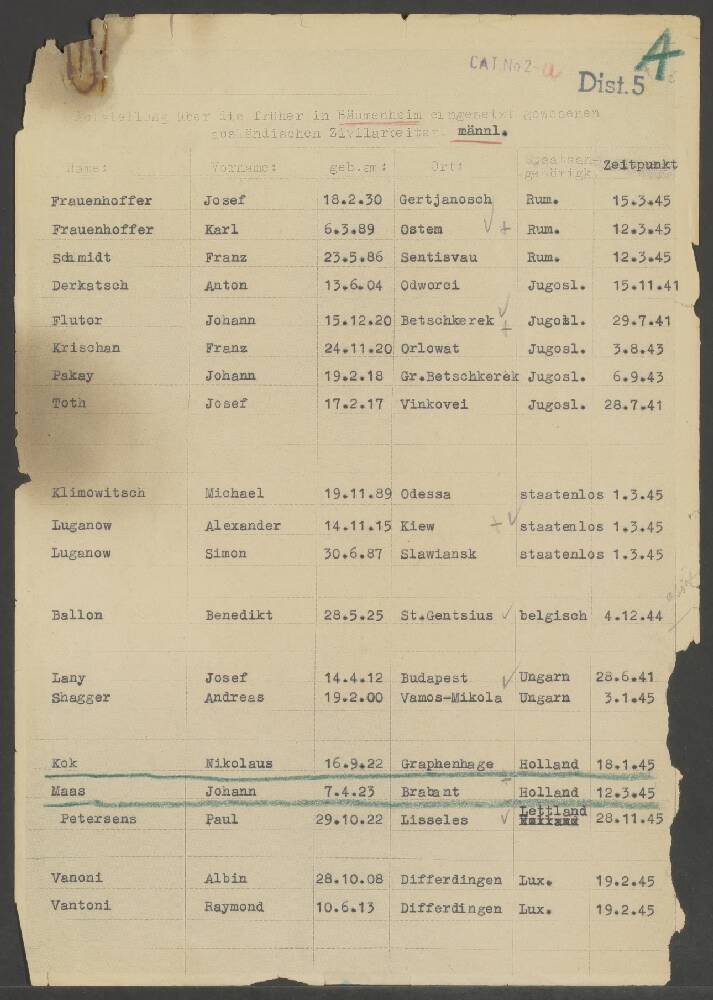 CAT.No 2-a
Dist. 5
A
über die früher in Bäumenheim eingesetzt gewesenen
ausländischen Zivilarbeiter. männl.
Name: Vorname: geb.am: Ort: Staatsan- Zeitpunkt
gehörigk.
Frauenhoffer Josef 18.2.30 Gertjanosch Rum. 15.3.45
Frauenhoffer Karl 6.3.89 Ostem Rum. 12.3.45
Schmidt Franz 23.5.86 Sentisvau Rum. 12.3.45
Derkatsch Anton 13.6.04 Odworci Jugosl. 15.11.41
Flutor Johann 15.12.20 Betschkerek Jugosl. 29.7.41
Krischan Franz 24.11.20 Orlowat Jugosl. 3.8.43
Pakay Johann 19.2.18 Gr.Betschkerek Jugosl. 6.9.43
Toth Josef 17.2.17 Vinkovei Jugosl. 28.7.41
Klimowitsch Michael 19.11.89 Odessa staatenlos 1.3.45
Luganow Alexander 14.11.15 Kiew staatenlos 1.3.45
Luganow Simon 30.6.87 Slawiansk staatenlos 1.3.45
Ballon Benedikt 28.5.25 St.Gentsius belgisch 4.12.44
Lany Josef 14.4.12 Budapest Ungarn 28.6.41
Shagger Andreas 19.2.00 Vamos-Mikola Ungarn 3.1.45
Kok Nikolaus 16.9.22 Graphenhage Holland 18.1.45
Maas Johann 7.4.23 Brabant Holland 12.3.45
Petersens Paul 29.10.22 Lisseles Lettland 28.11.45
Vanoni Albin 28.10.08 Differdingen Lux. 19.2.45
Vantoni Raymond 10.6.13 Differdingen Lux. 19.2.45